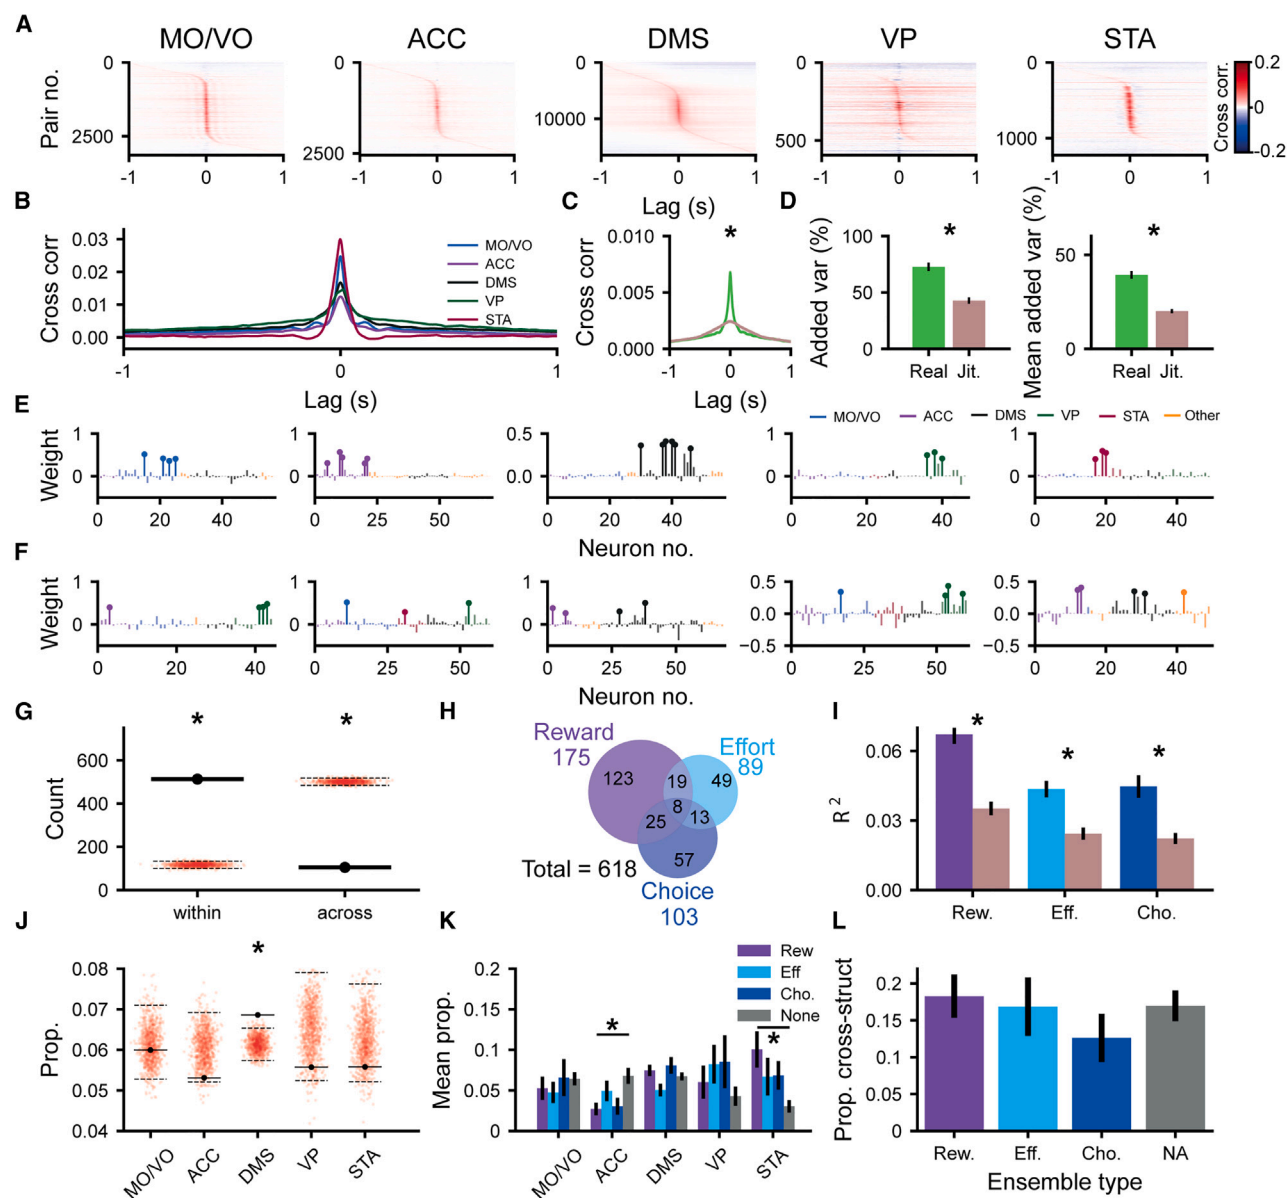 A
MO/VO ACC DMS VP STA
Pair no.
0 2500
0 2500
0 10000
0 500
0 1000
-1 0 1
-1 0 1
-1 0 1
-1 0 1
-1 0 1
Lag (s)
Cross corr.
0.2
0
-0.2
B
Cross corr
0.03
0.02
0.01
0.00
-1 0 1
Lag (s)
MO/VO
ACC
DMS
VP
STA
C
Cross corr
0.010
0.005
0.000
*
-1 0 1
Lag (s)
D
Added var (%)
100
50
0
*
Real Jit.
Mean added var (%)
50
0
*
Real Jit.
MO/VO ACC DMS VP STA Other
E
Weight
1
0
0 20 40
1
0
0 25 50
0.5
0
0 20 40
1
0
0 20 40
1
0
0 20 40
Neuron no.
F
Weight
1
0
0 20 40
1
0
0 20 40 60
1
0
0 50
0.5
0.0
−0.5
0 20 40 60
0.5
0.0
−0.5
0 20 40
Neuron no.
G
Count
600
400
200
0
* *
within across
H
Reward
175
Effort
89
123 19 49
8
25 13
57
Total = 618
Choice
103
I
R2
0.06
0.03
0.00
* * *
Rew. Eff. Cho.
J
Prop.
0.08
0.07
0.06
0.05
0.04
*
MO/VO ACC DMS VP STA
K
Mean prop.
0.2
0.15
0.1
0.05
0
Rew
Eff
Cho.
None
* *
MO/VO ACC DMS VP STA
L
Prop. cross-struct
0.2
0.15
0.1
0.05
0
Rew. Eff. Cho. NA
Ensemble type